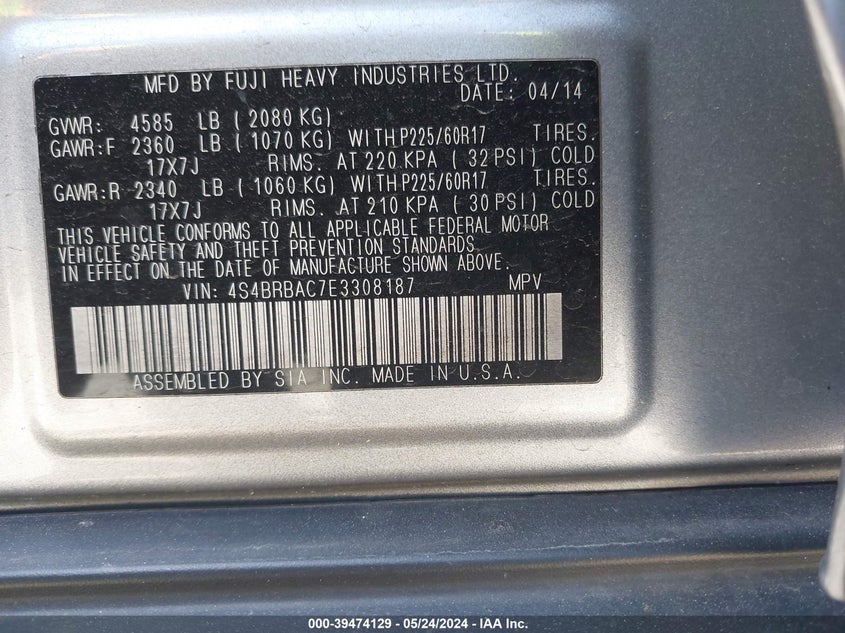 MFD BY FUJI HEAVY INDUSTRIES LTD.
DATE: 04/14
GVWR: 4585 LB ( 2080 KG)
GAWR:F 2360 LB ( 1070 KG) WITHP225/60R17 TIRES.
17X7J RIMS. AT 220 KPA ( 32 PSI) COLD
GAWR:R 2340 LB ( 1060 KG) WITHP225/60R17 TIRES.
17X7J RIMS. AT 210 KPA ( 30 PSI) COLD
THIS VEHICLE CONFORMS TO ALL APPLICABLE FEDERAL MOTOR
VEHICLE SAFETY AND THEFT PREVENTION STANDARDS
IN EFFECT ON THE DATE OF MANUFACTURE SHOWN ABOVE.
VIN: 4S4BRBAC7E3308187 MPV
ASSEMBLED BY SIA INC. MADE IN U.S.A.
000-39474129 - 05/24/2024 - IAA Inc.